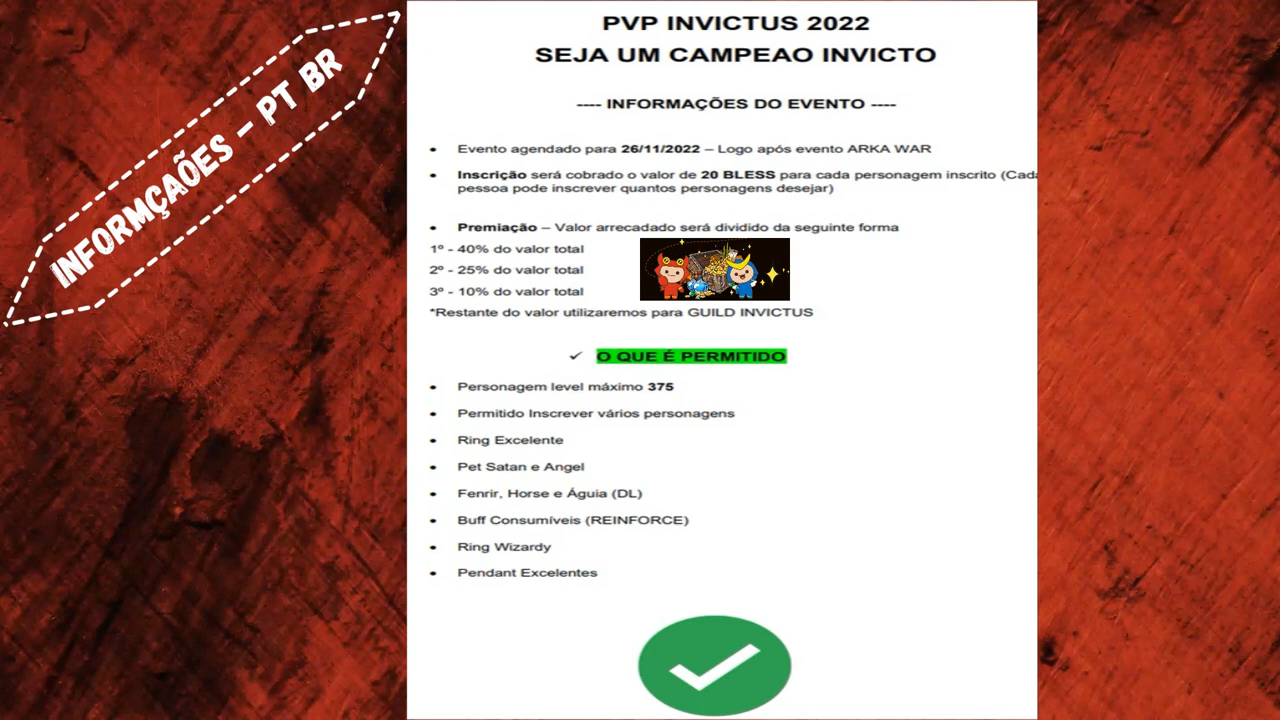 INFORMÇAÕES - PT BR
PVP INVICTUS 2022
SEJA UM CAMPEAO INVICTO
---- INFORMAÇÕES DO EVENTO ----
• Evento agendado para 26/11/2022 – Logo após evento ARKA WAR
• Inscrição será cobrado o valor de 20 BLESS para cada personagem inscrito (Cada
pessoa pode inscrever quantos personagens desejar)
• Premiação – Valor arrecadado será dividido da seguinte forma
1º - 40% do valor total
2º - 25% do valor total
3º - 10% do valor total
*Restante do valor utilizaremos para GUILD INVICTUS
✓ O QUE É PERMITIDO
• Personagem level máximo 375
• Permitido Inscrever vários personagens
• Ring Excelente
• Pet Satan e Angel
• Fenrir, Horse e Águia (DL)
• Buff Consumíveis (REINFORCE)
• Ring Wizardy
• Pendant Excelentes